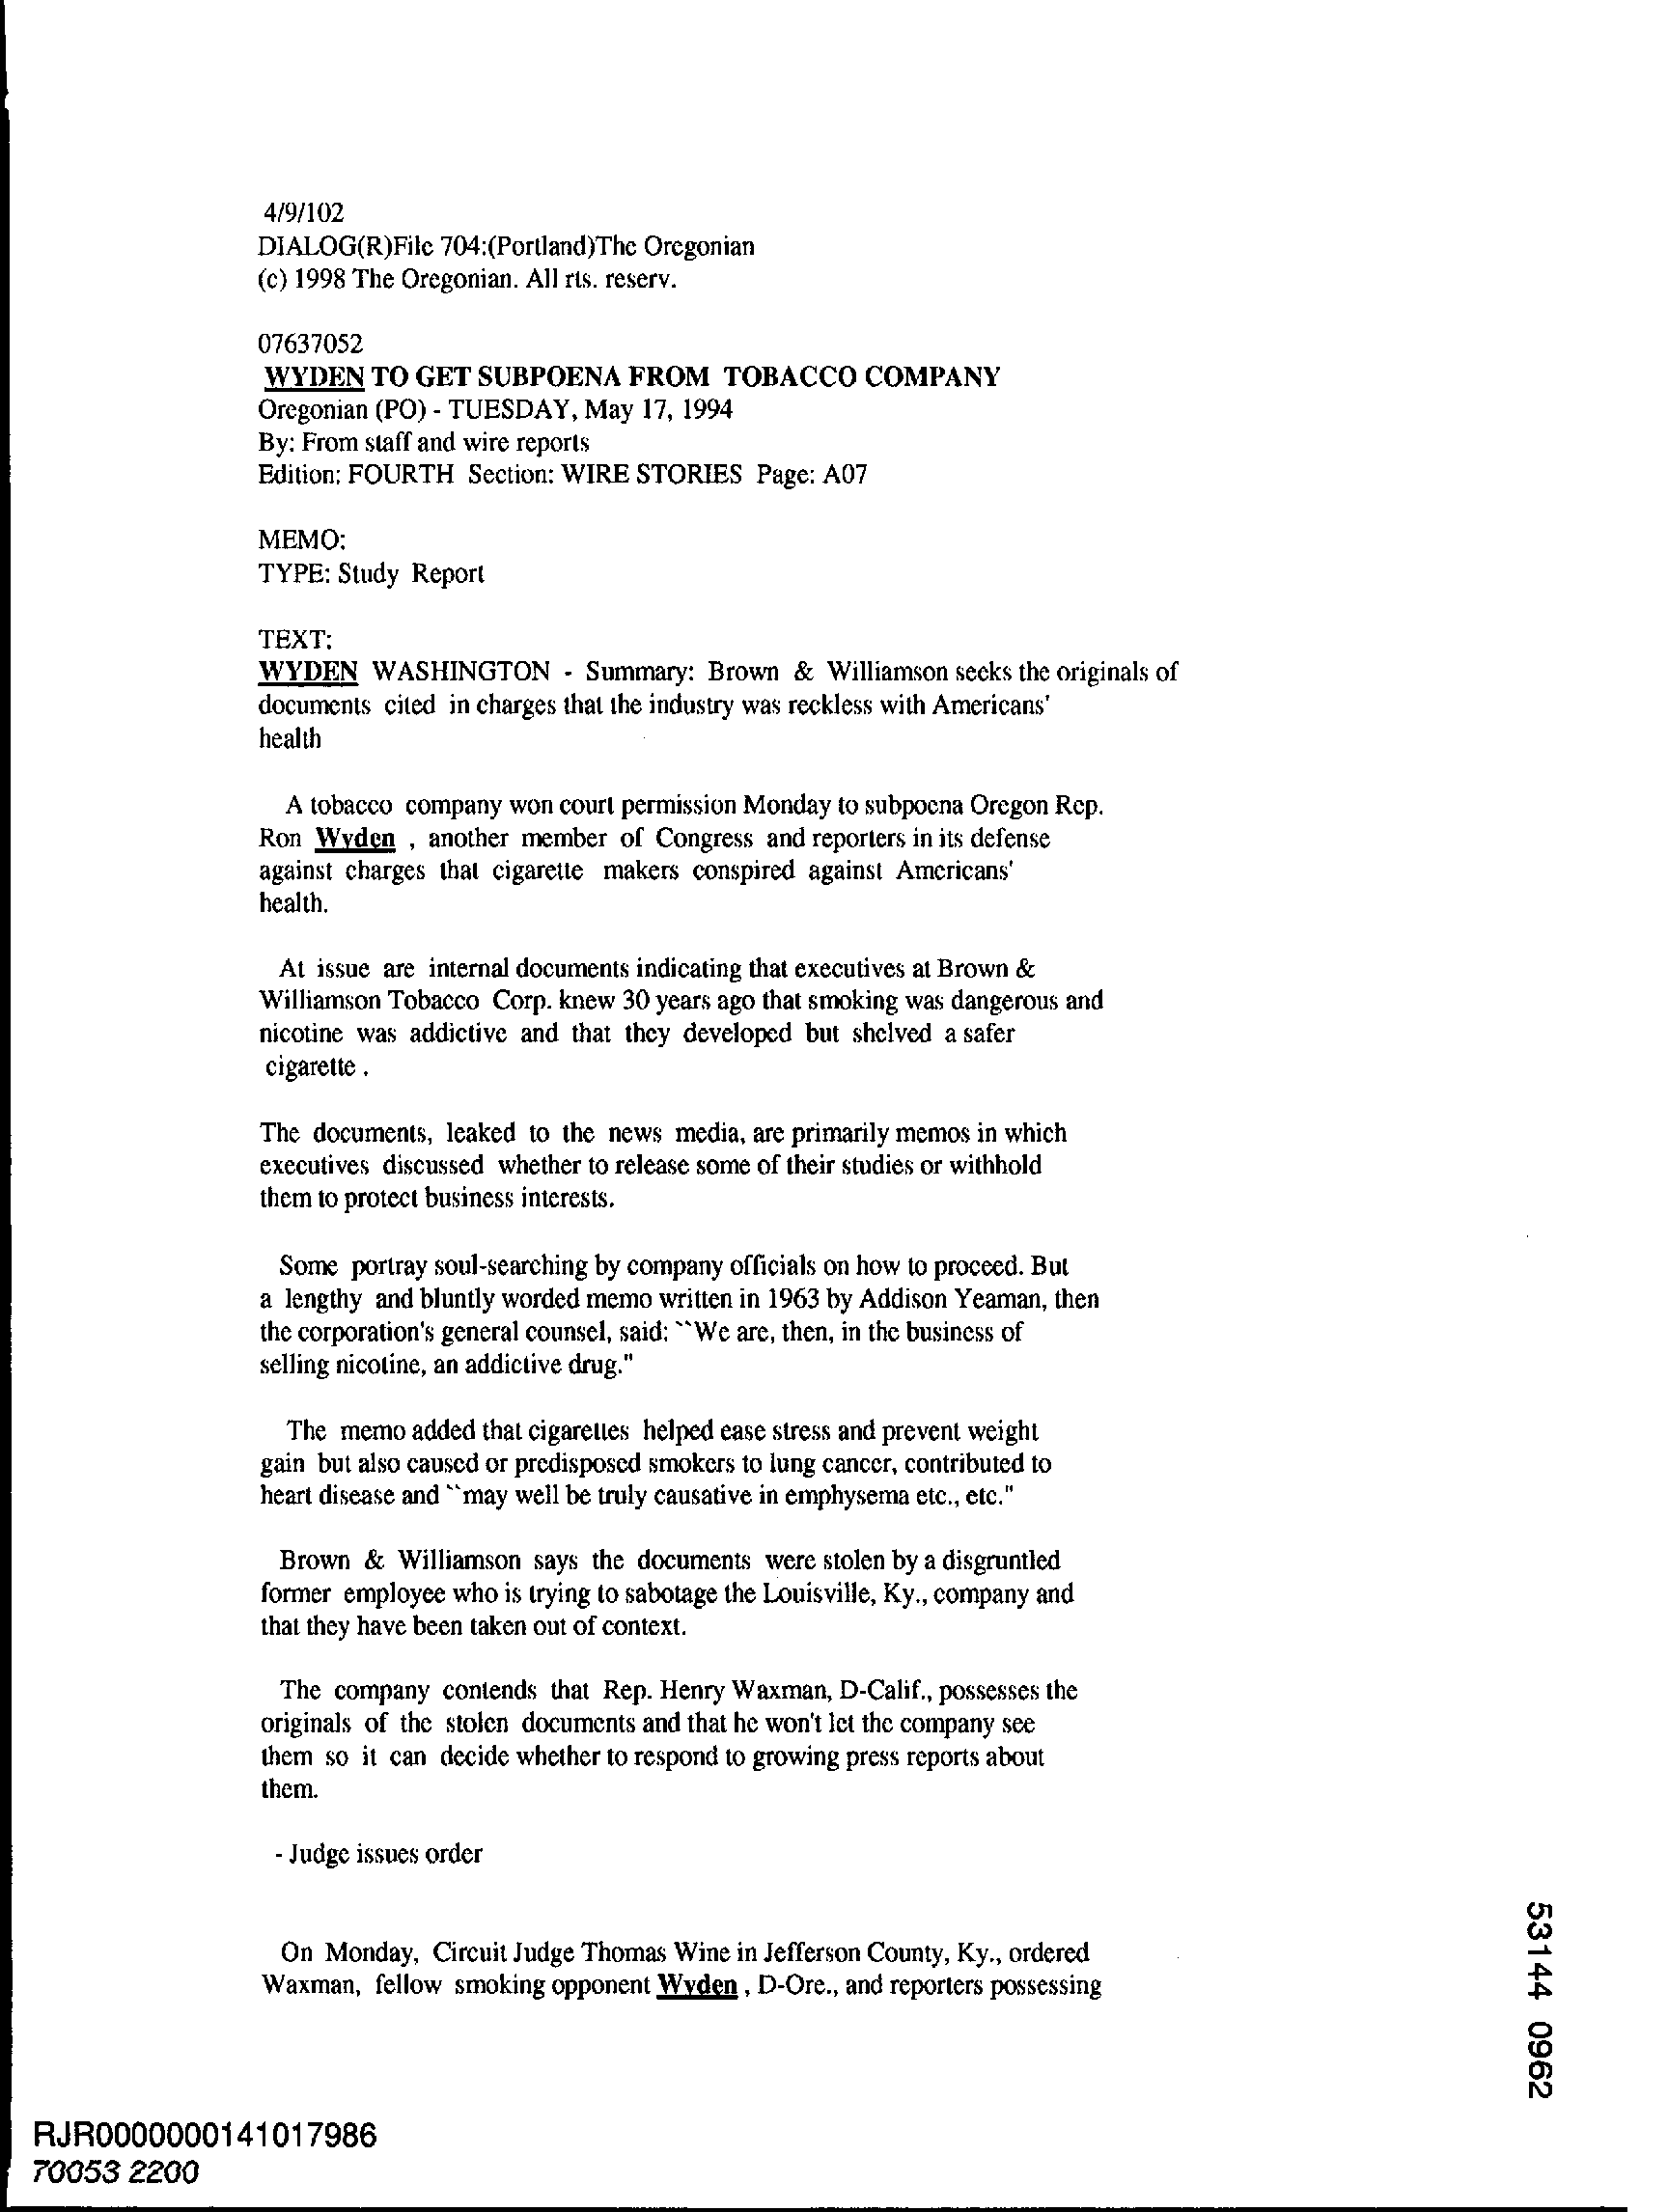 4/9/102
DIALOG(R)File 704:(Portland)The Oregonian
(c) 1998 The Oregonian. All rts. reserv.
07637052
WYDEN TO GET SUBPOENA FROM TOBACCO COMPANY
Oregonian (PO) - TUESDAY, May 17, 1994
By: From staff and wire reports
Edition: FOURTH Section: WIRE STORIES Page: A07
MEMO:
TYPE: Study Report
TEXT:
WYDEN WASHINGTON - Summary: Brown & Williamson seeks the originals of
documents cited in charges that the industry was reckless with Americans'
health
A tobacco company won court permission Monday to subpoena Oregon Rep.
Ron Wyden , another member of Congress and reporters in its defense
against charges that cigarette makers conspired against Americans'
health.
At issue are internal documents indicating that executives at Brown &
Williamson Tobacco Corp. knew 30 years ago that smoking was dangerous and
nicotine was addictive and that they developed but shelved a safer
cigarette .
The documents, leaked to the news media, are primarily memos in which
executives discussed whether to release some of their studies or withhold
them to protect business interests.
Some portray soul-searching by company officials on how to proceed. But
a lengthy and bluntly worded memo written in 1963 by Addison Yeaman, then
the corporation's general counsel, said: ``We are, then, in the business of
selling nicotine, an addictive drug."
The memo added that cigarettes helped ease stress and prevent weight
gain but also caused or predisposed smokers to lung cancer, contributed to
heart disease and ``may well be truly causative in emphysema etc., etc."
Brown & Williamson says the documents were stolen by a disgruntled
former employee who is trying to sabotage the Louisville, Ky., company and
that they have been taken out of context.
The company contends that Rep. Henry Waxman, D-Calif., possesses the
originals of the stolen documents and that he won't let the company see
them so it can decide whether to respond to growing press reports about
them.
- Judge issues order
On Monday, Circuit Judge Thomas Wine in Jefferson County, Ky., ordered
Waxman, fellow smoking opponent Wyden , D-Ore., and reporters possessing
53144 0962
RJR0000000141017986
70053 2200